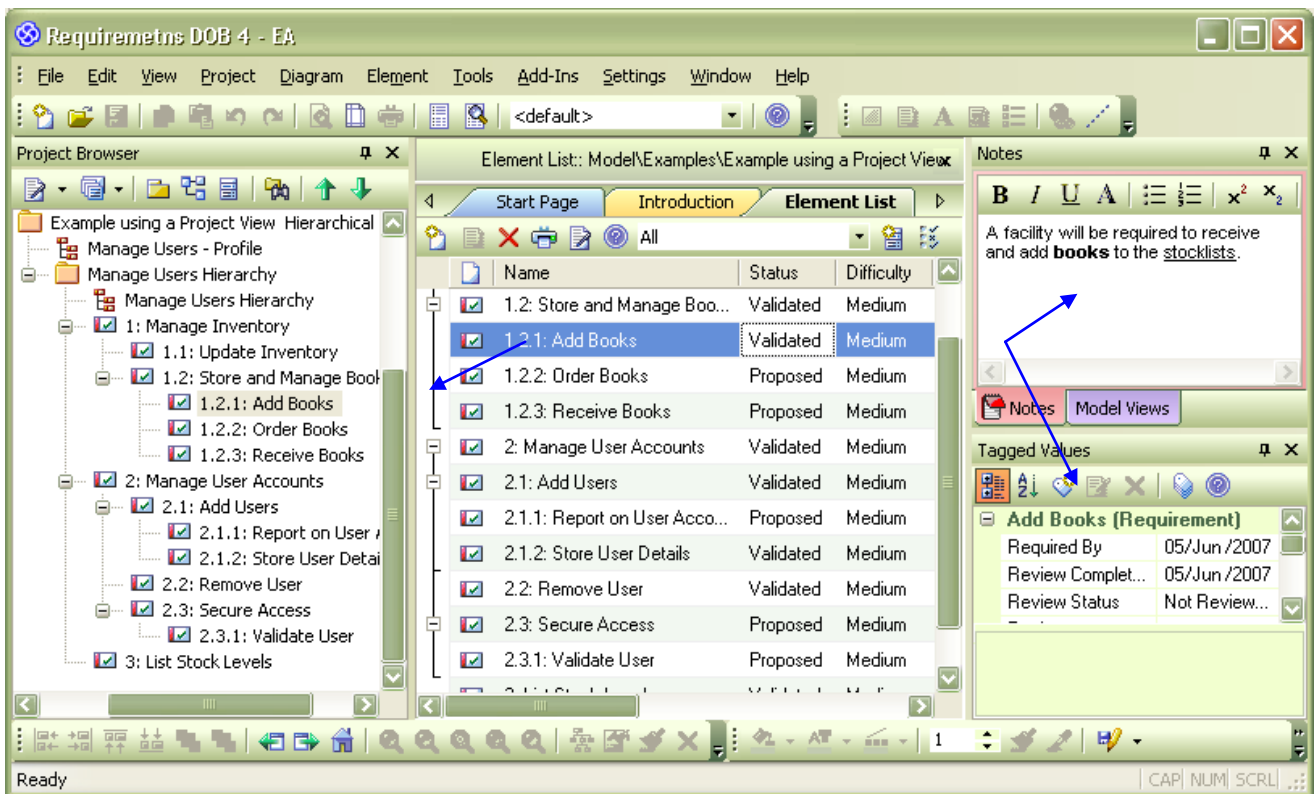 Requiremetns DOB 4 - EA
File Edit View Project Diagram Element Tools Add-Ins Settings Window Help
<default>
Project Browser
Example using a Project View Hierarchical
Manage Users - Profile
Manage Users Hierarchy
Manage Users Hierarchy
1: Manage Inventory
1.1: Update Inventory
1.2: Store and Manage Bool
1.2.1: Add Books
1.2.2: Order Books
1.2.3: Receive Books
2: Manage User Accounts
2.1: Add Users
2.1.1: Report on User
2.1.2: Store User Detai
2.2: Remove User
2.3: Secure Access
2.3.1: Validate User
3: List Stock Levels
Element List:: Model\Examples\Example using a Project View
Start Page Introduction Element List
All
Name Status Difficulty
1.2: Store and Manage Boo... Validated Medium
1.2.1: Add Books Validated Medium
1.2.2: Order Books Proposed Medium
1.2.3: Receive Books Proposed Medium
2: Manage User Accounts Validated Medium
2.1: Add Users Validated Medium
2.1.1: Report on User Acco... Proposed Medium
2.1.2: Store User Details Validated Medium
2.2: Remove User Validated Medium
2.3: Secure Access Proposed Medium
2.3.1: Validate User Proposed Medium
Notes
B I U A x² x₂
A facility will be required to receive
and add books to the stocklists.
Notes Model Views
Tagged Values
Add Books (Requirement)
Required By 05/Jun /2007
Review Complet... 05/Jun /2007
Review Status Not Review...
1
Ready
CAP NUM SCRL